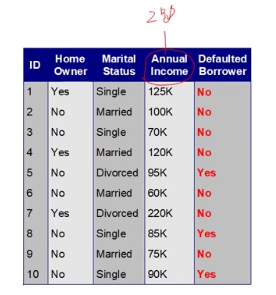 ID Home Owner Marital Status Annual Income Defaulted Borrower
1 Yes Single 125K No
2 No Married 100K No
3 No Single 70K No
4 Yes Married 120K No
5 No Divorced 95K Yes
6 No Married 60K No
7 Yes Divorced 220K No
8 No Single 85K Yes
9 No Married 75K No
10 No Single 90K Yes